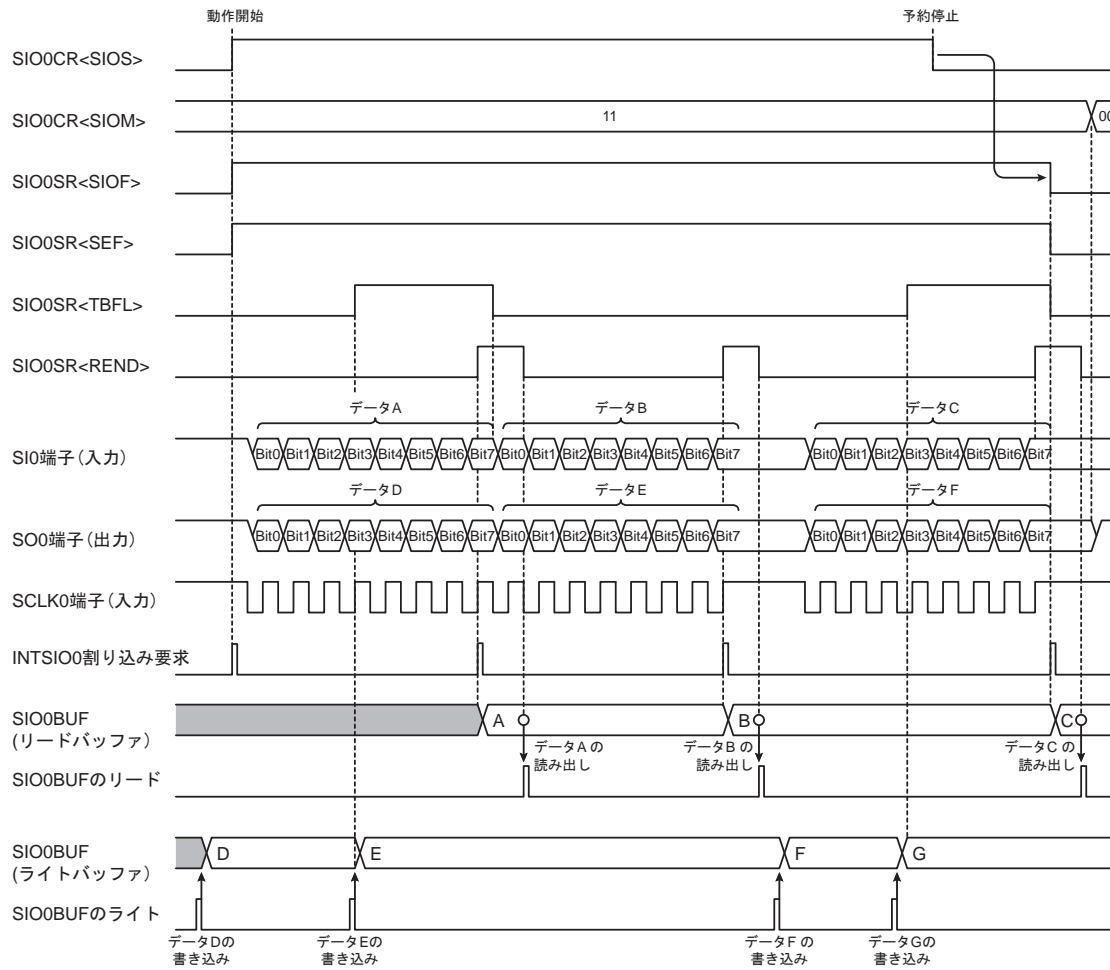 動作開始
予約停止
SIO0CR<SIOS>
SIO0CR<SIOM>
11
00
SIO0SR<SIOF>
SIO0SR<SEF>
SIO0SR<TBFL>
SIO0SR<REND>
データA
データB
データC
SI0端子(入力)
Bit0 Bit1 Bit2 Bit3 Bit4 Bit5 Bit6 Bit7 Bit0 Bit1 Bit2 Bit3 Bit4 Bit5 Bit6 Bit7 Bit0 Bit1 Bit2 Bit3 Bit4 Bit5 Bit6 Bit7
データD
データE
データF
SO0端子(出力)
Bit0 Bit1 Bit2 Bit3 Bit4 Bit5 Bit6 Bit7 Bit0 Bit1 Bit2 Bit3 Bit4 Bit5 Bit6 Bit7 Bit0 Bit1 Bit2 Bit3 Bit4 Bit5 Bit6 Bit7
SCLK0端子(入力)
INTSIO0割り込み要求
SIO0BUF
(リードバッファ)
A
B
C
データAの
読み出し
データBの
読み出し
データCの
読み出し
SIO0BUFのリード
SIO0BUF
(ライトバッファ)
D
E
F
G
SIO0BUFのライト
データDの
書き込み
データEの
書き込み
データFの
書き込み
データGの
書き込み